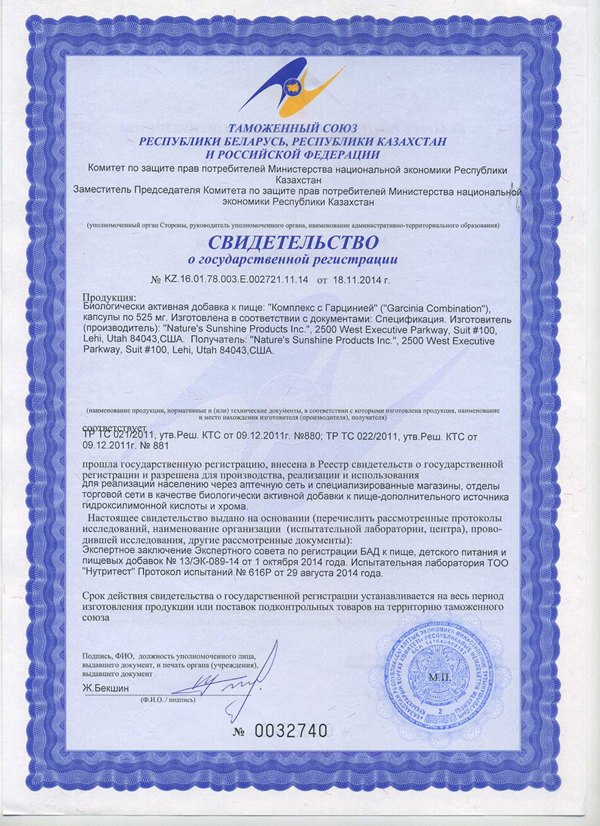 ТАМОЖЕННЫЙ СОЮЗ
РЕСПУБЛИКИ БЕЛАРУСЬ, РЕСПУБЛИКИ КАЗАХСТАН
И РОССИЙСКОЙ ФЕДЕРАЦИИ
Комитет по защите прав потребителей Министерства национальной экономики Республики
Казахстан
Заместитель Председателя Комитета по защите прав потребителей Министерства национальной
экономики Республики Казахстан
(уполномоченный орган Стороны, руководитель уполномоченного органа, наименование административно-территориального образования)
СВИДЕТЕЛЬСТВО
о государственной регистрации
№ KZ.16.01.78.003.E.002721.11.14 от 18.11.2014 г.
Продукция:
Биологически активная добавка к пище: "Комплекс с Гарцинией" ("Garcinia Combination"),
капсулы по 525 мг. Изготовлена в соответствии с документами: Спецификация. Изготовитель
(производитель): "Nature's Sunshine Products Inc.", 2500 West Executive Parkway, Suit #100,
Lehi, Utah 84043,США. Получатель: "Nature's Sunshine Products Inc.", 2500 West Executive
Parkway, Suit #100, Lehi, Utah 84043,США.
(наименование продукции, нормативные и (или) технические документы, в соответствии с которыми изготовлена продукция, наименование
и место нахождения изготовителя (производителя), получателя)
соответствует
ТР ТС 021/2011, утв.Реш. КТС от 09.12.2011г. №880; ТР ТС 022/2011, утв.Реш. КТС от
09.12.2011г. № 881
прошла государственную регистрацию, внесена в Реестр свидетельств о государственной
регистрации и разрешена для производства, реализации и использования
Для реализации населению через аптечную сеть и специализированные магазины, отделы
торговой сети в качестве биологически активной добавки к пище-дополнительного источника
гидроксилимонной кислоты и хрома.
Настоящее свидетельство выдано на основании (перечислить рассмотренные протоколы
исследований, наименование организации (испытательной лаборатории, центра), прово-
дившей исследования, другие рассмотренные документы):
Экспертное заключение Экспертного совета по регистрации БАД к пище, детского питания и
пищевых добавок № 13/ЭК-089-14 от 1 октября 2014 года. Испытательная лаборатория ТОО
"Нутритест" Протокол испытаний № 616Р от 29 августа 2014 года.
Срок действия свидетельства о государственной регистрации устанавливается на весь период
изготовления продукции или поставок подконтрольных товаров на территорию таможенного
союза
Подпись, ФИО, должность уполномоченного лица,
выдавшего документ, и печать органа (учреждения),
выдавшего документ
Ж.Бекшин
(Ф.И.О. / подпись)
М.П.
2
№ 0032740